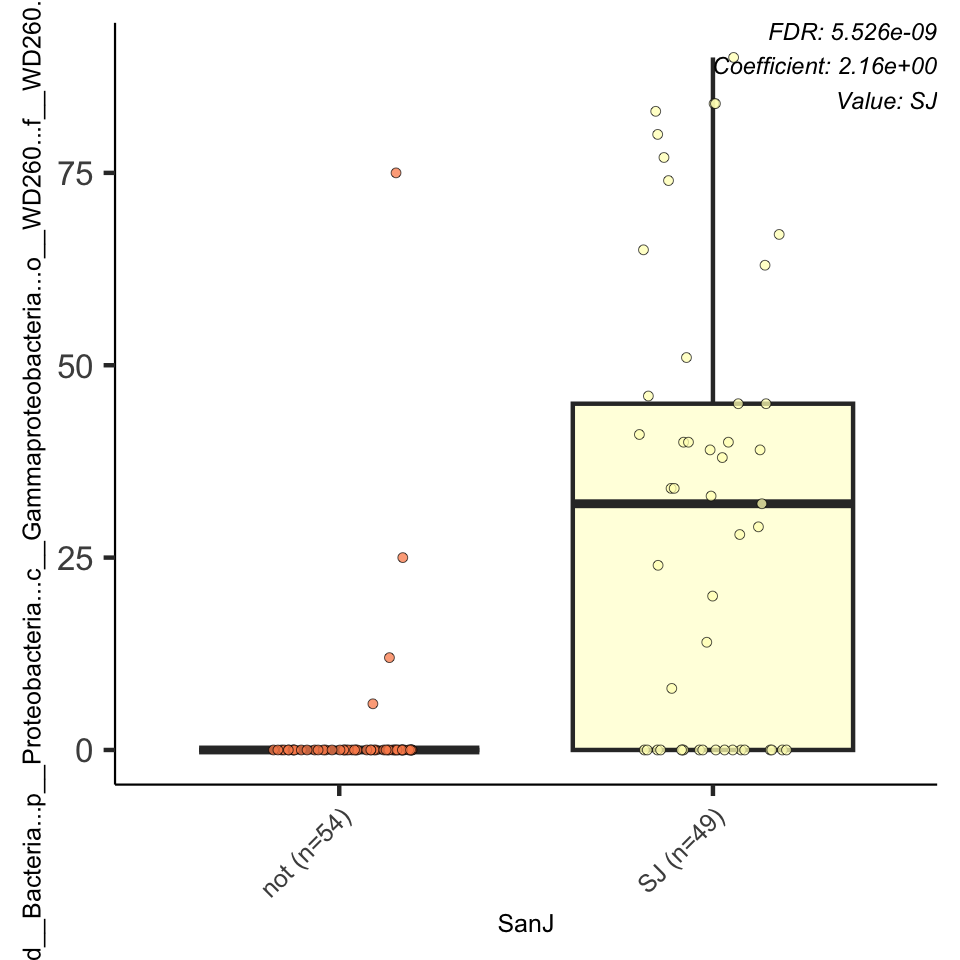 FDR: 5.526e-09
Coefficient: 2.16e+00
Value: SJ
d__Bacteria...p__Proteobacteria...c__Gammaproteobacteria...o__WD260...f__WD260.
75
50
25
0
not (n=54)
SJ (n=49)
SanJ